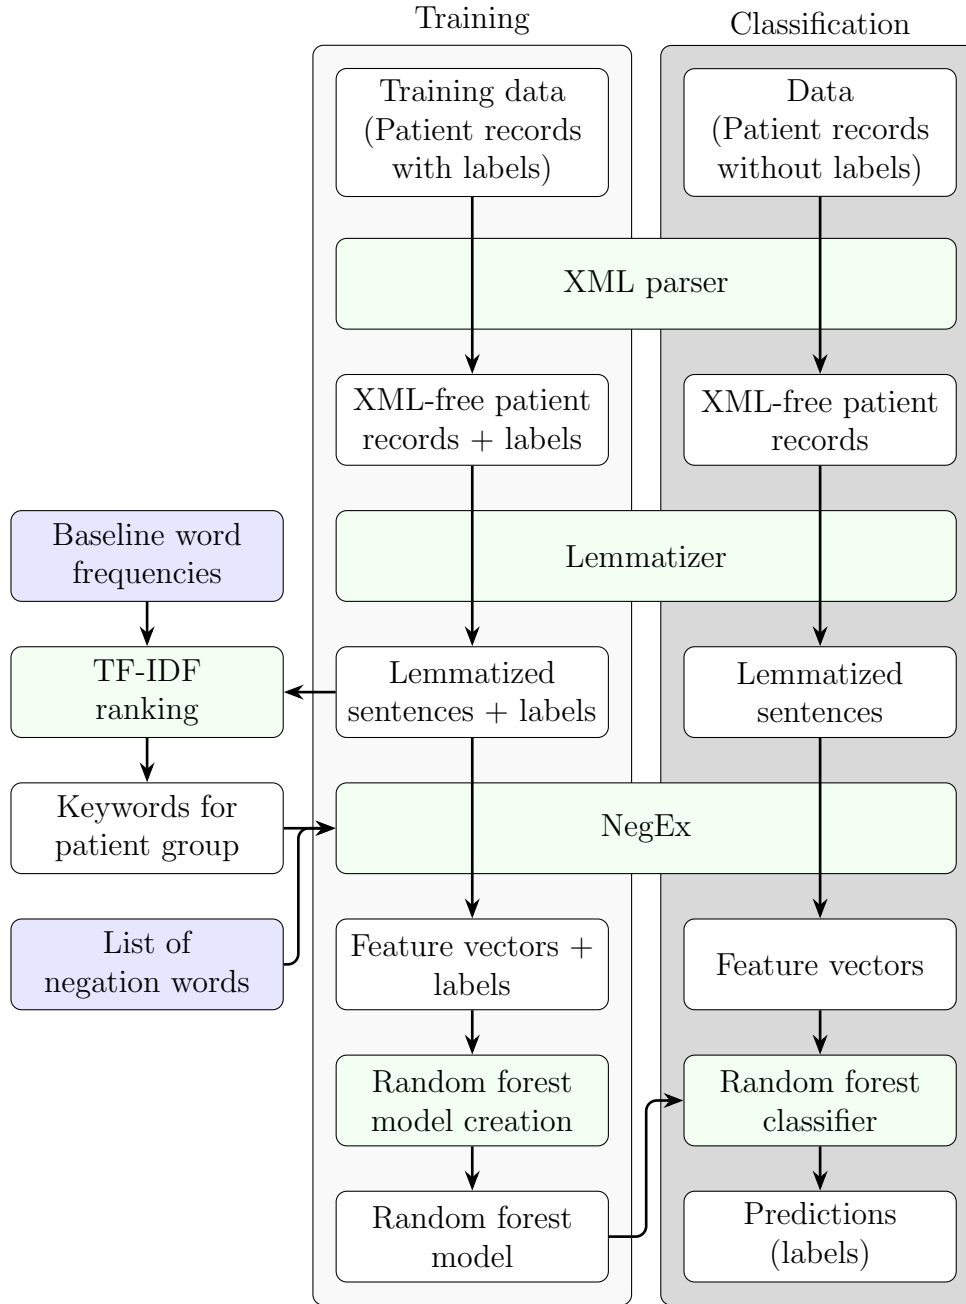 Training
Classification
Training data
(Patient records
with labels)
Data
(Patient records
without labels)
XML parser
XML-free patient
records + labels
XML-free patient
records
Baseline word
frequencies
Lemmatizer
TF-IDF
ranking
Lemmatized
sentences + labels
Lemmatized
sentences
Keywords for
patient group
NegEx
List of
negation words
Feature vectors +
labels
Feature vectors
Random forest
model creation
Random forest
classifier
Random forest
model
Predictions
(labels)